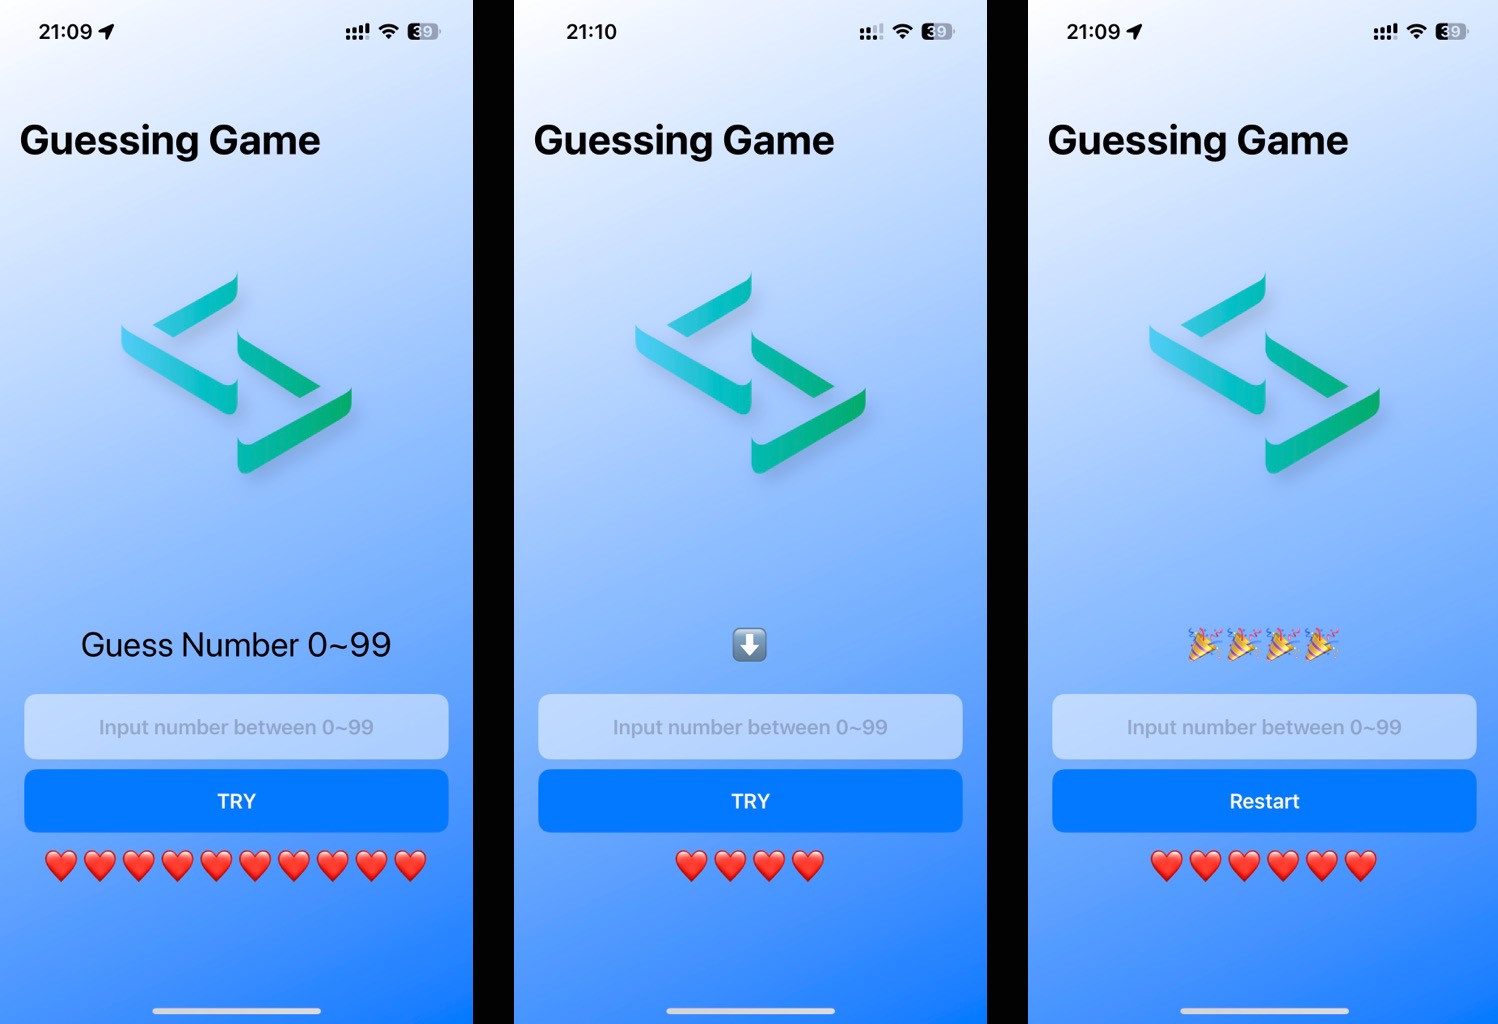 21:09
39
Guessing Game
Guess Number 0~99
Input number between 0~99
TRY
21:10
39
Guessing Game
Input number between 0~99
TRY
21:09
39
Guessing Game
Input number between 0~99
Restart